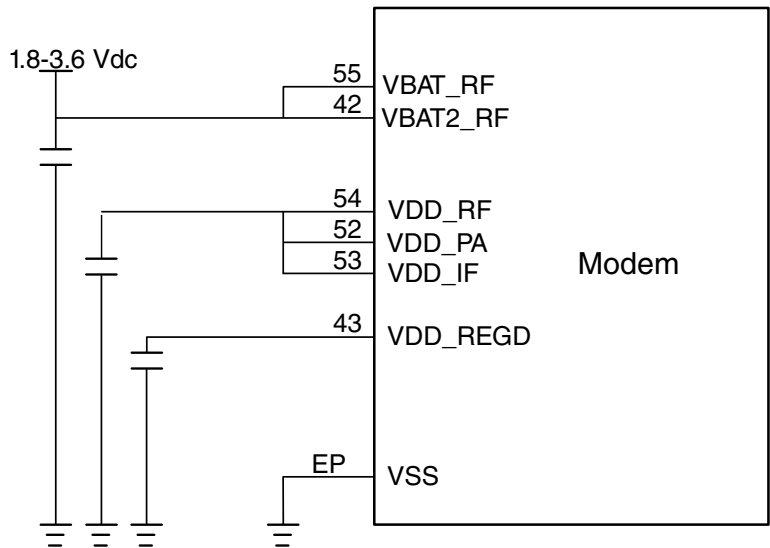 1.8-3.6 Vdc
55 VBAT_RF
42 VBAT2_RF
54 VDD_RF
52 VDD_PA
53 VDD_IF
Modem
43 VDD_REGD
EP VSS